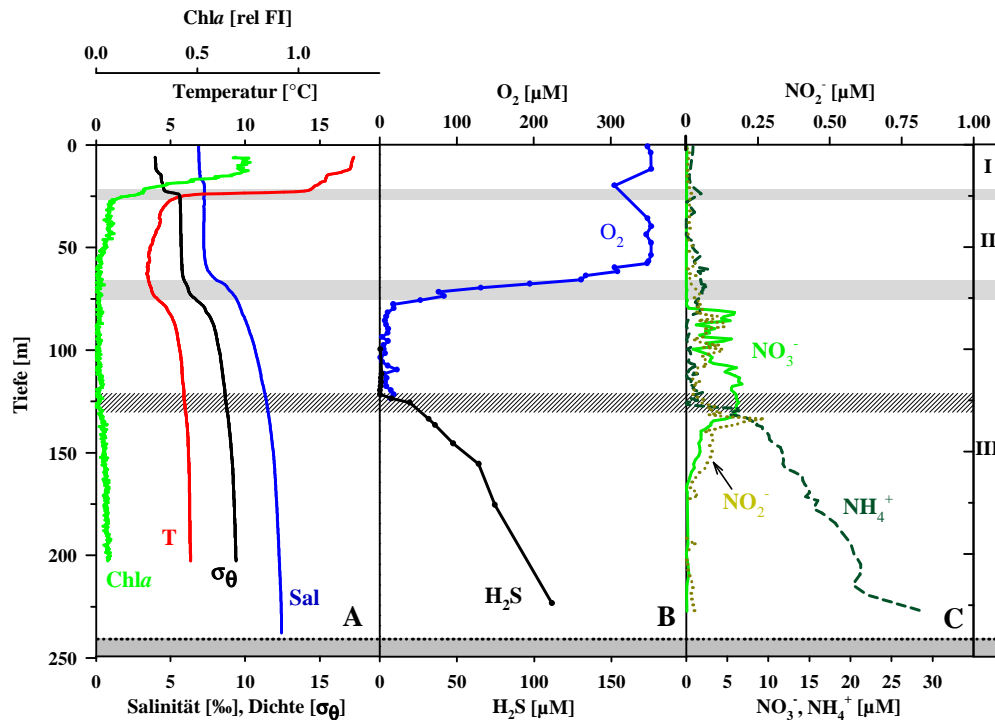 Chla [rel FI]
0.0 0.5 1.0
Temperatur [°C]
0 5 10 15
O₂ [µM]
0 100 200 300
NO₂⁻ [µM]
0 0.25 0.50 0.75 1.00
Tiefe [m]
0
50
100
150
200
250
I
II
III
O₂
NO₃⁻
NO₂⁻
NH₄⁺
T
σθ
Chla
Sal
H₂S
A
B
C
0 5 10 15
Salinität [‰], Dichte [σθ]
0 50 100 150
H₂S [µM]
0 5 10 15 20 25 30
NO₃⁻, NH₄⁺ [µM]